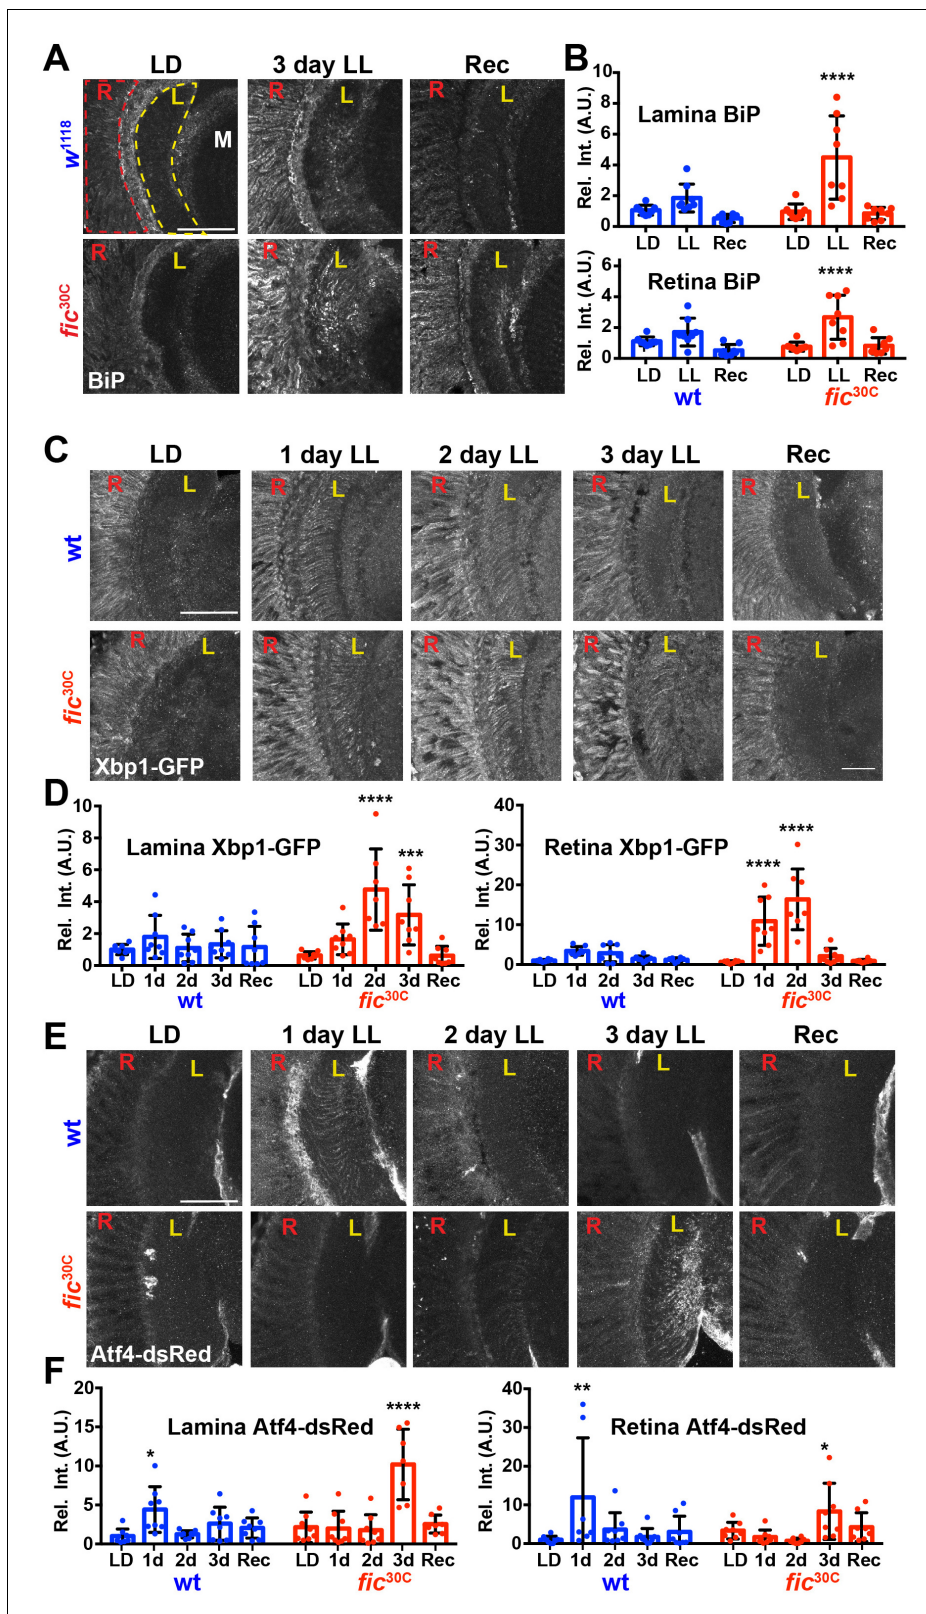 A
LD
3 day LL
Rec
w1118
R
L
M
R
L
R
L
fic30C
R
L
BiP
R
L
R
L
B
Rel. Int. (A.U.)
10
8
6
4
2
0
Lamina BiP
****
LD
LL
Rec
LD
LL
Rec
Rel. Int. (A.U.)
6
4
2
0
Retina BiP
****
LD
LL
Rec
LD
LL
Rec
wt
fic30C
C
LD
1 day LL
2 day LL
3 day LL
Rec
wt
R
L
R
L
R
L
R
L
R
L
fic30C
R
L
Xbp1-GFP
R
L
R
L
R
L
R
L
D
Rel. Int. (A.U.)
10
8
6
4
2
0
Lamina Xbp1-GFP
****
***
LD
1d
2d
3d
Rec
LD
1d
2d
3d
Rec
wt
fic30C
40
30
20
10
0
Retina Xbp1-GFP
****
****
LD
1d
2d
3d
Rec
LD
1d
2d
3d
Rec
wt
fic30C
E
LD
1 day LL
2 day LL
3 day LL
Rec
wt
R
L
R
L
R
L
R
L
R
L
fic30C
R
L
Atf4-dsRed
R
L
R
L
R
L
R
L
F
Rel. Int. (A.U.)
20
15
10
5
0
Lamina Atf4-dsRed
*
****
LD
1d
2d
3d
Rec
LD
1d
2d
3d
Rec
wt
fic30C
40
30
20
10
0
Retina Atf4-dsRed
**
*
LD
1d
2d
3d
Rec
LD
1d
2d
3d
Rec
wt
fic30C